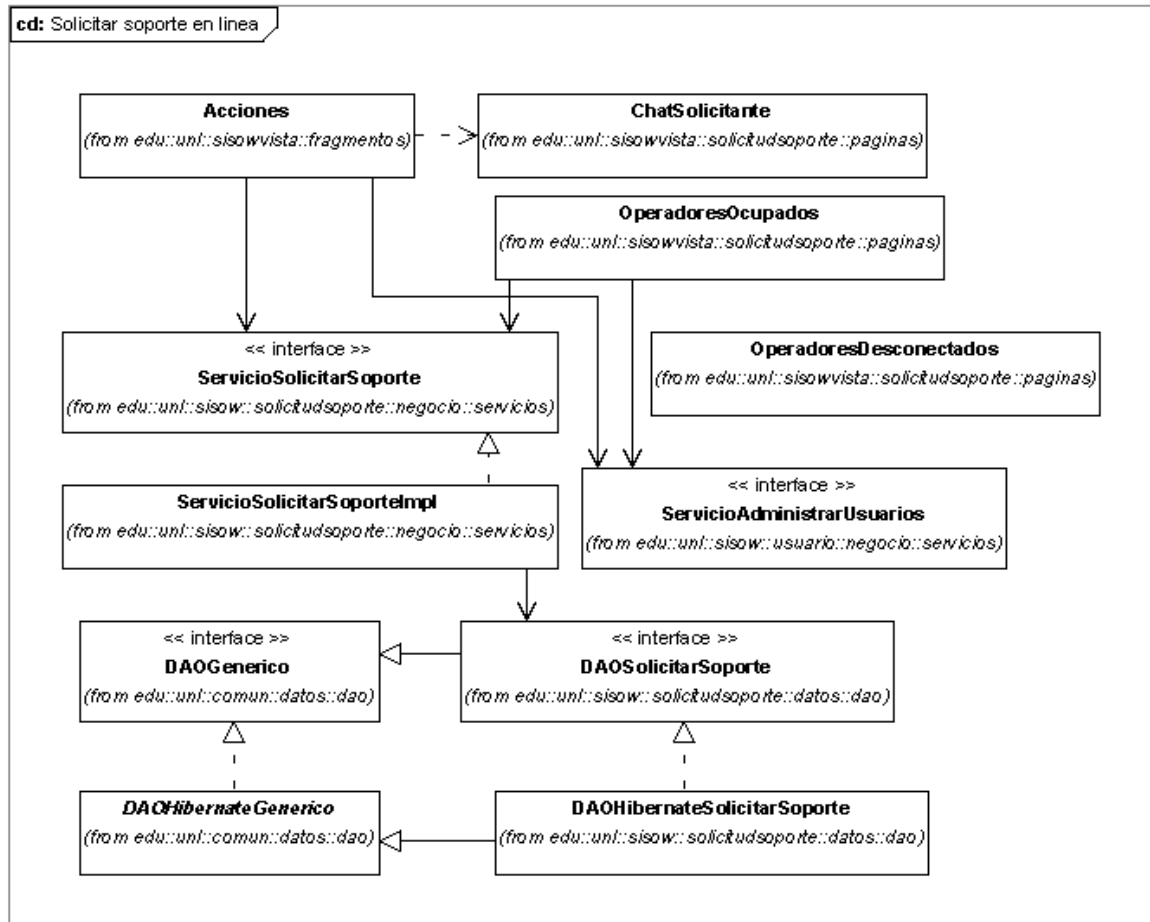 cd: Solicitar soporte en linea
Acciones
(from edu::unl::sisowvista::fragmentos)
ChatSolicitante
(from edu::unl::sisowvista::solicitudsoporte::paginas)
OperadoresOcupados
(from edu::unl::sisowvista::solicitudsoporte::paginas)
<< interface >>
ServicioSolicitarSoporte
(from edu::unl::sisow::solicitudsoporte::negocio::servicios)
OperadoresDesconectados
(from edu::unl::sisowvista::solicitudsoporte::paginas)
ServicioSolicitarSoporteImpl
(from edu::unl::sisow::solicitudsoporte::negocio::servicios)
<< interface >>
ServicioAdministrarUsuarios
(from edu::unl::sisow::usuario::negocio::servicios)
<< interface >>
DAOGenerico
(from edu::unl::comun::datos::dao)
<< interface >>
DAOSolicitarSoporte
(from edu::unl::sisow::solicitudsoporte::datos::dao)
DAOHibernateGenerico
(from edu::unl::comun::datos::dao)
DAOHibernateSolicitarSoporte
(from edu::unl::sisow::solicitudsoporte::datos::dao)